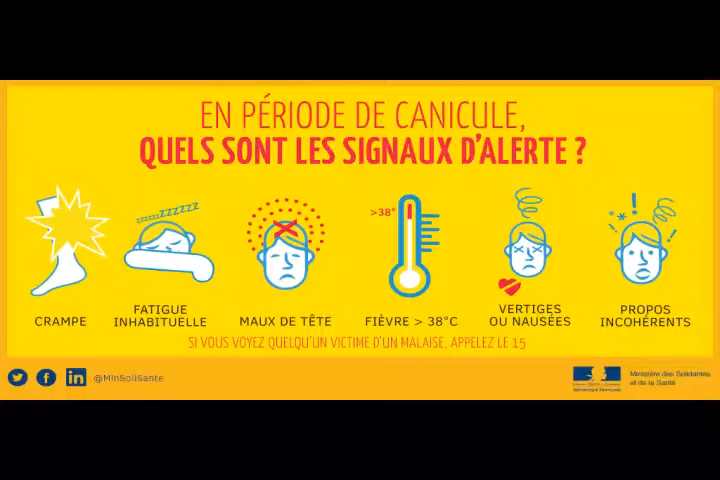 EN PÉRIODE DE CANICULE,
QUELS SONT LES SIGNAUX D'ALERTE ?
zzzzzzZZZZZZ
>38°
CRAMPE
FATIGUE
INHABITUELLE
MAUX DE TÊTE
FIÈVRE > 38°C
VERTIGES
OU NAUSÉES
PROPOS
INCOHÉRENTS
SI VOUS VOYEZ QUELQU'UN VICTIME D'UN MALAISE, APPELEZ LE 15
@MinSoliSante
Ministère des Solidarités
et de la Santé